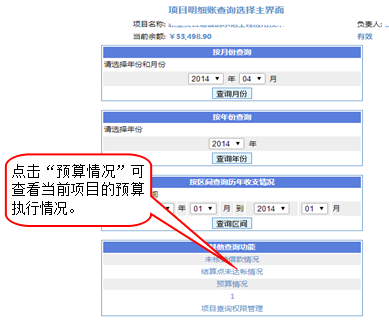 项目明细账查询选择主界面
项目名称: 负责人:
当前余额: ￥53,498.90 有效
按月份查询
请选择年份和月份
2014 年 04 月
查询月份
按年份查询
请选择年份
2014 年
查询年份
点击“预算情况”可
查看当前项目的预算
执行情况。
按区间查询历年收支情况
年 01 月 到 2014 01 月
查询区间
其他查询功能
未核销借款情况
结算点未达帐情况
预算情况
1
项目查询权限管理